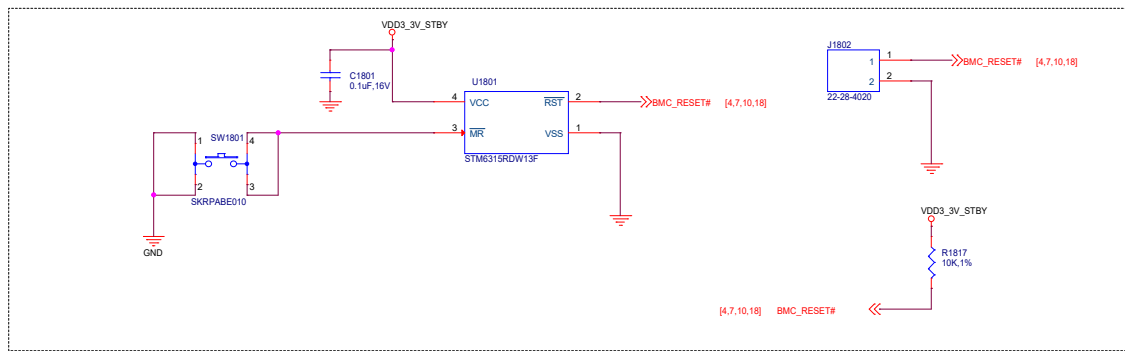 VDD3_3V_STBY
C1801
0.1uF,16V
U1801
4 VCC RST 2 BMC_RESET# [4,7,10,18]
3 MR VSS 1
STM6315RDW13F
1 SW1801 4
2 3
SKRPABE010
GND
J1802
1 1 BMC_RESET# [4,7,10,18]
2 2
22-28-4020
VDD3_3V_STBY
R1817
10K,1%
[4,7,10,18] BMC_RESET#